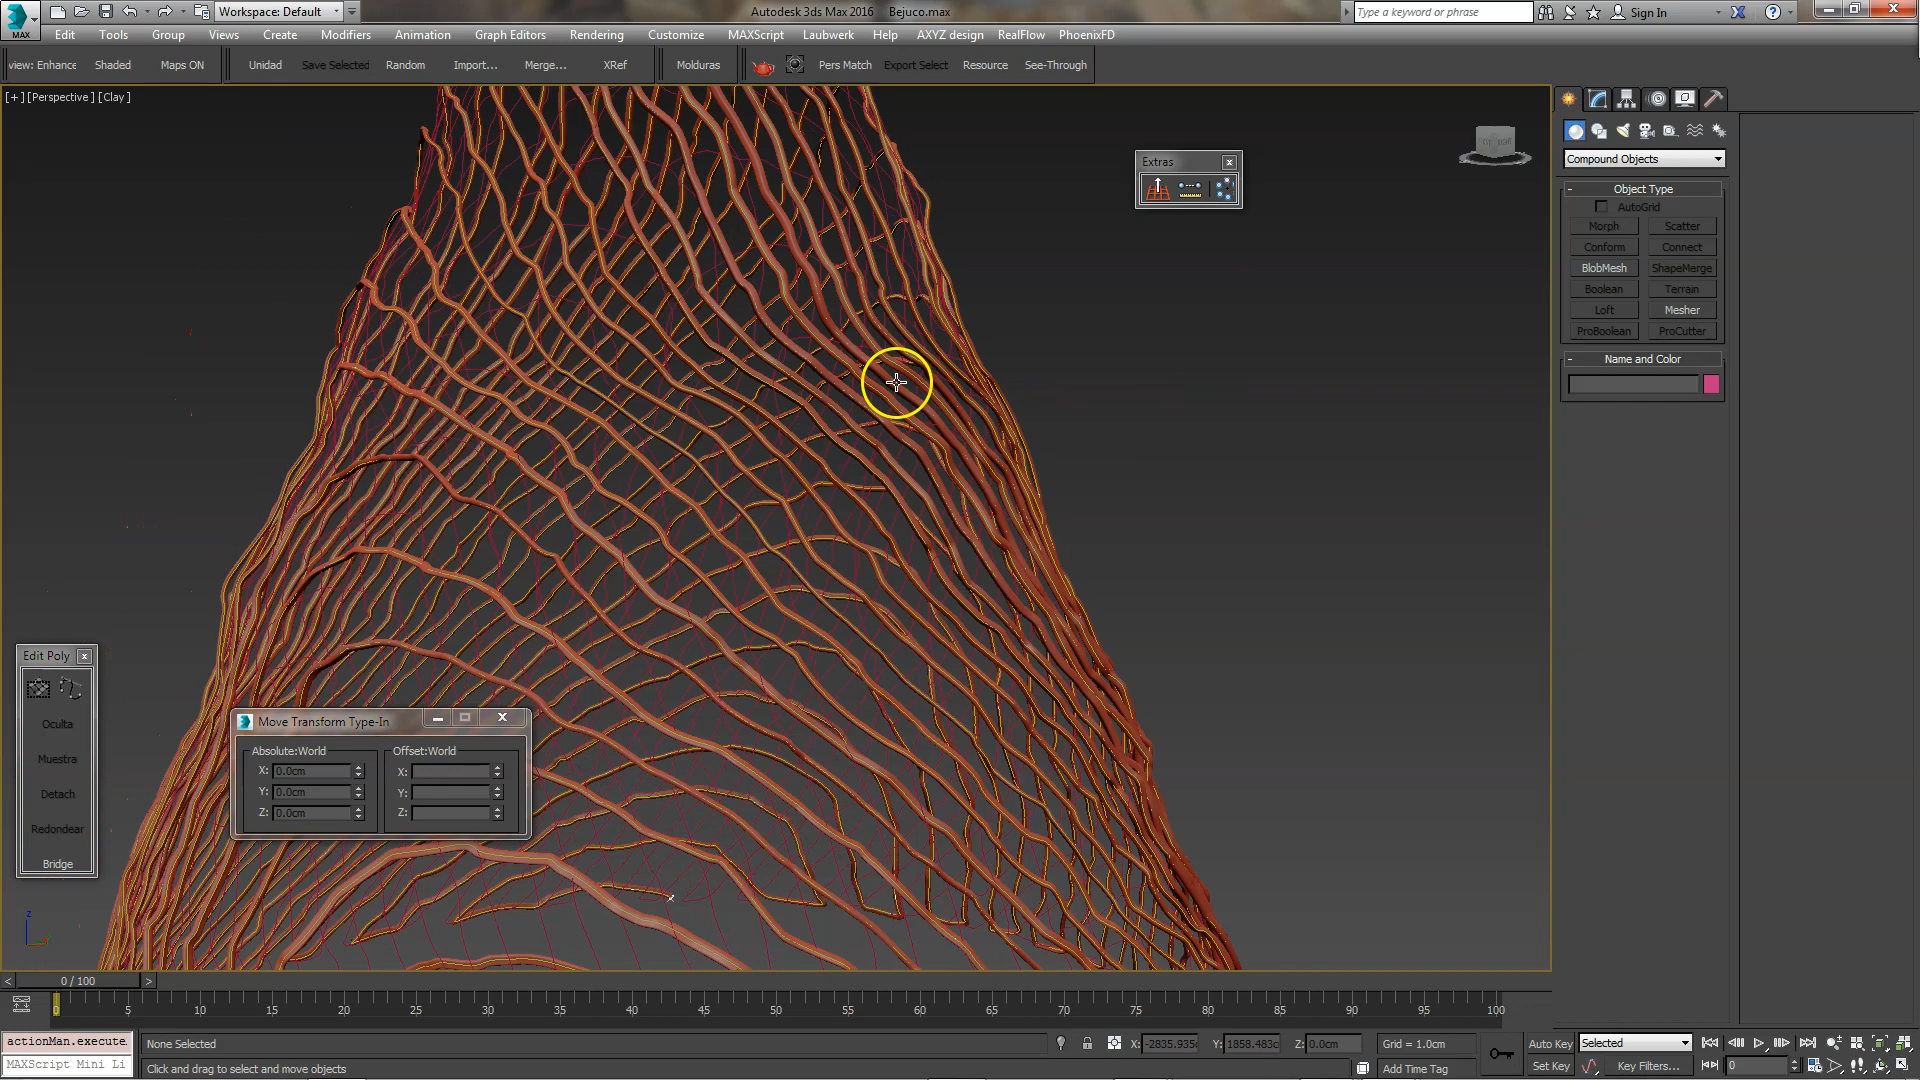 Workspace: Default
Autodesk 3ds Max 2016 Bejuco.max
Type a keyword or phrase
Sign In
MAX
Edit Tools Group Views Create Modifiers Animation Graph Editors Rendering Customize MAXScript Laubwerk Help AXYZ design RealFlow PhoenixFD
view: Enhance Shaded Maps ON Unidad Save Selected Random Import... Merge... XRef Molduras Pers Match Export Select Resource See-Through
[+] [Perspective] [Clay]
Extras
Compound Objects
Object Type
AutoGrid
Morph Scatter
Conform Connect
BlobMesh ShapeMerge
Boolean Terrain
Loft Mesher
ProBoolean ProCutter
Name and Color
Edit Poly
Oculta
Muestra
Detach
Redondear
Bridge
Move Transform Type-In
Absolute:World Offset:World
X: 0.0cm X:
Y: 0.0cm Y:
Z: 0.0cm Z:
z
< 0 / 100 >
0 5 10 15 20 25 30 35 40 45 50 55 60 65 70 75 80 85 90 95 100
actionMan.execute
None Selected
X: -2835.935 Y: 1858.483c Z: 0.0cm Grid = 1.0cm
Auto Key Selected
MAXScript Mini Li
Click and drag to select and move objects
Add Time Tag
Set Key Key Filters... 0